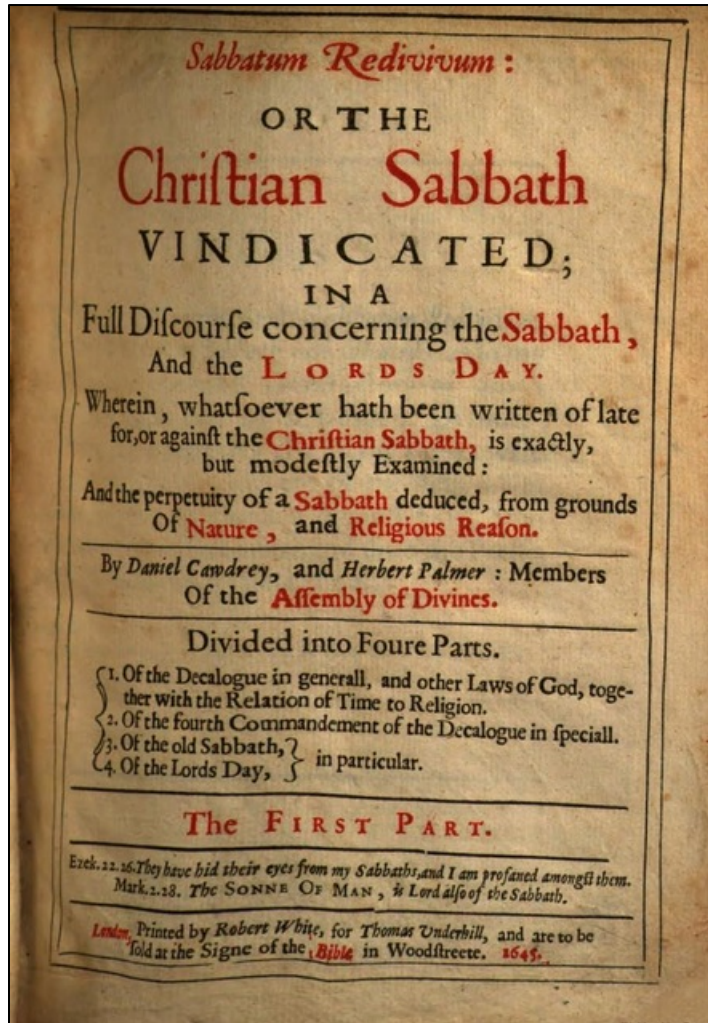 Sabbatum Redivivum :
OR THE
Chriſtian Sabbath
VINDICATED;
IN A
Full Diſcourſe concerning the Sabbath,
And the LORDS DAY.
Wherein, whatſoever hath been written of late
for, or againſt the Chriſtian Sabbath, is exactly,
but modeſtly Examined :
And the perpetuity of a Sabbath deduced, from grounds
Of Nature, and Religious Reaſon.
By Daniel Cawdrey, and Herbert Palmer : Members
Of the Aſſembly of Divines.
Divided into Foure Parts.
1. Of the Decalogue in generall, and other Laws of God, toge-
ther with the Relation of Time to Religion.
2. Of the fourth Commandement of the Decalogue in ſpeciall.
3. Of the old Sabbath,
4. Of the Lords Day, } in particular.
The FIRST PART.
Ezek. 22. 26. They have hid their eyes from my Sabbaths, and I am profaned amongſt them.
Mark. 2. 28. The SONNE OF MAN, is Lord alſo of the Sabbath.
London, Printed by Robert White, for Thomas Underhill, and are to be
ſold at the Signe of the Bible in Woodſtreete. 1645.